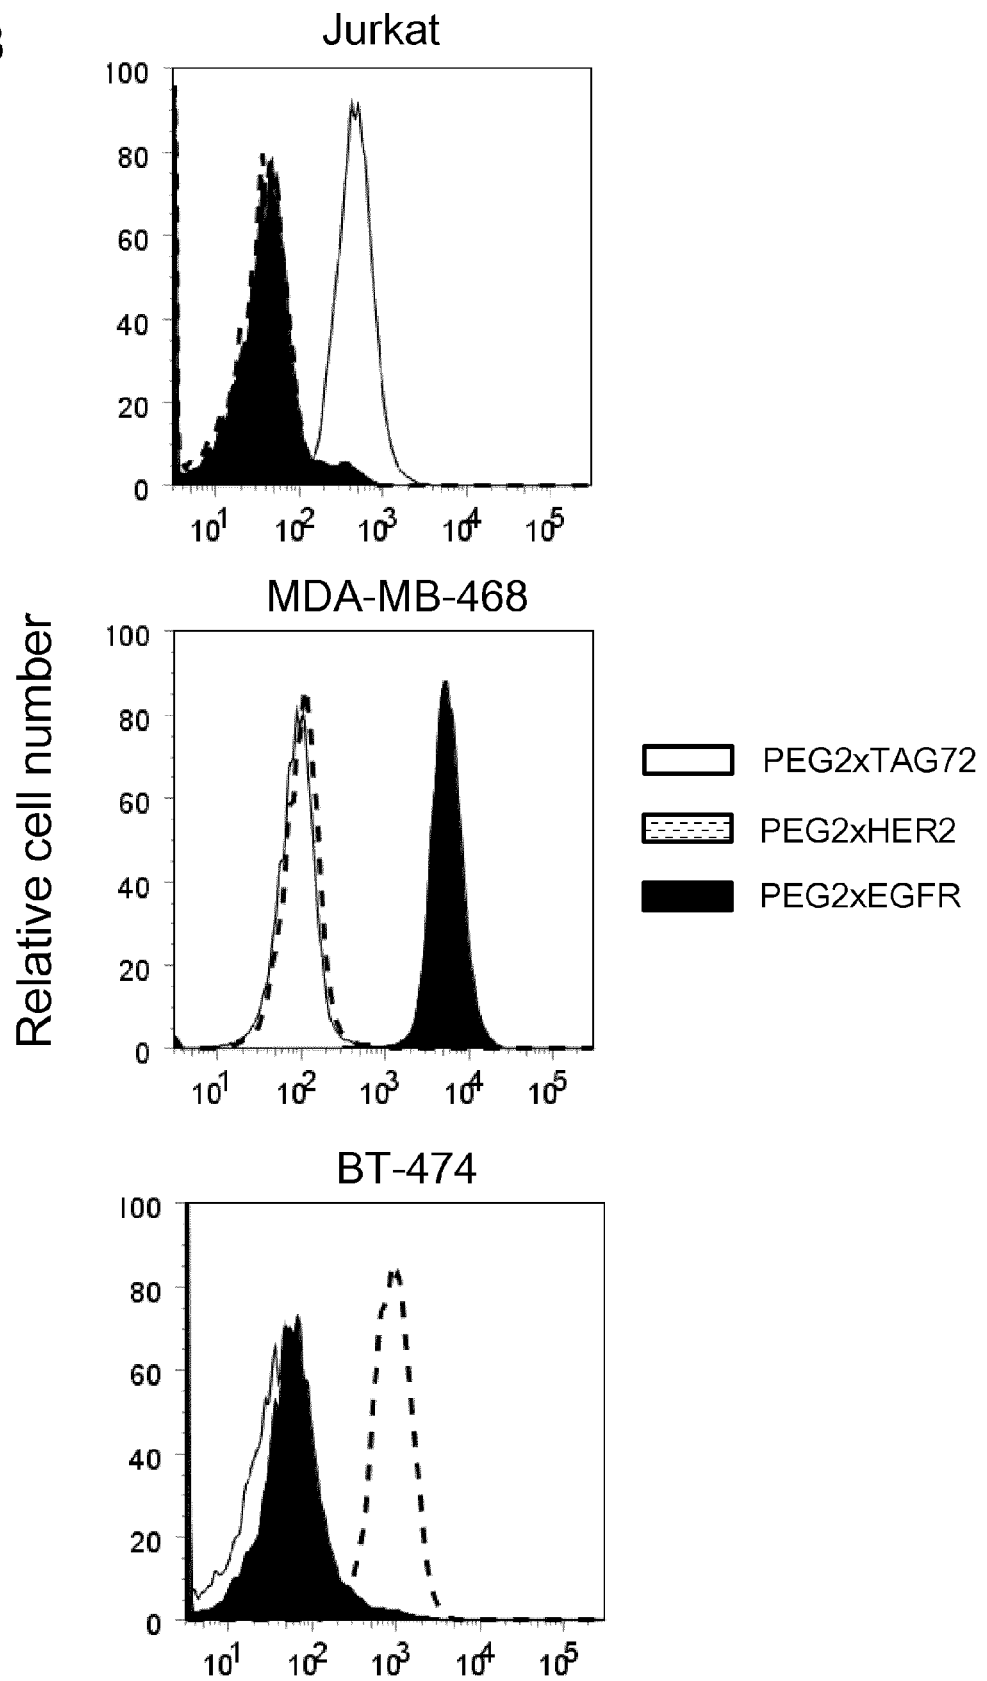 B
Jurkat
100
80
60
40
20
0
10¹ 10² 10³ 10⁴ 10⁵
MDA-MB-468
100
80
60
40
20
0
10¹ 10² 10³ 10⁴ 10⁵
Relative cell number
PEG2xTAG72
PEG2xHER2
PEG2xEGFR
BT-474
100
80
60
40
20
0
10¹ 10² 10³ 10⁴ 10⁵